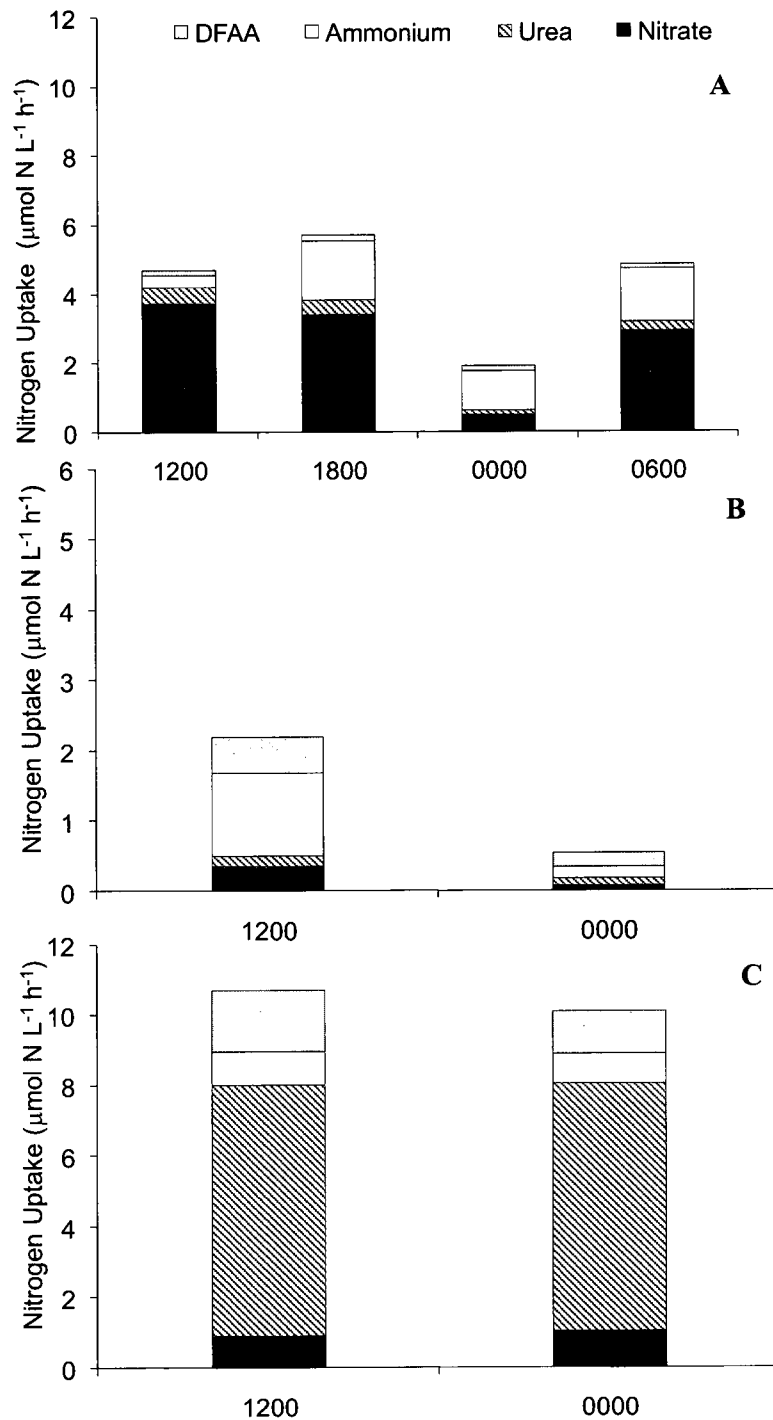 12
DFAA Ammonium Urea Nitrate
A
10
8
6
4
2
0
Nitrogen Uptake (µmol N L-1 h-1)
1200 1800 0000 0600
6
B
5
4
3
2
1
0
Nitrogen Uptake (µmol N L-1 h-1)
1200 0000
12
C
10
8
6
4
2
0
Nitrogen Uptake (µmol N L-1 h-1)
1200 0000